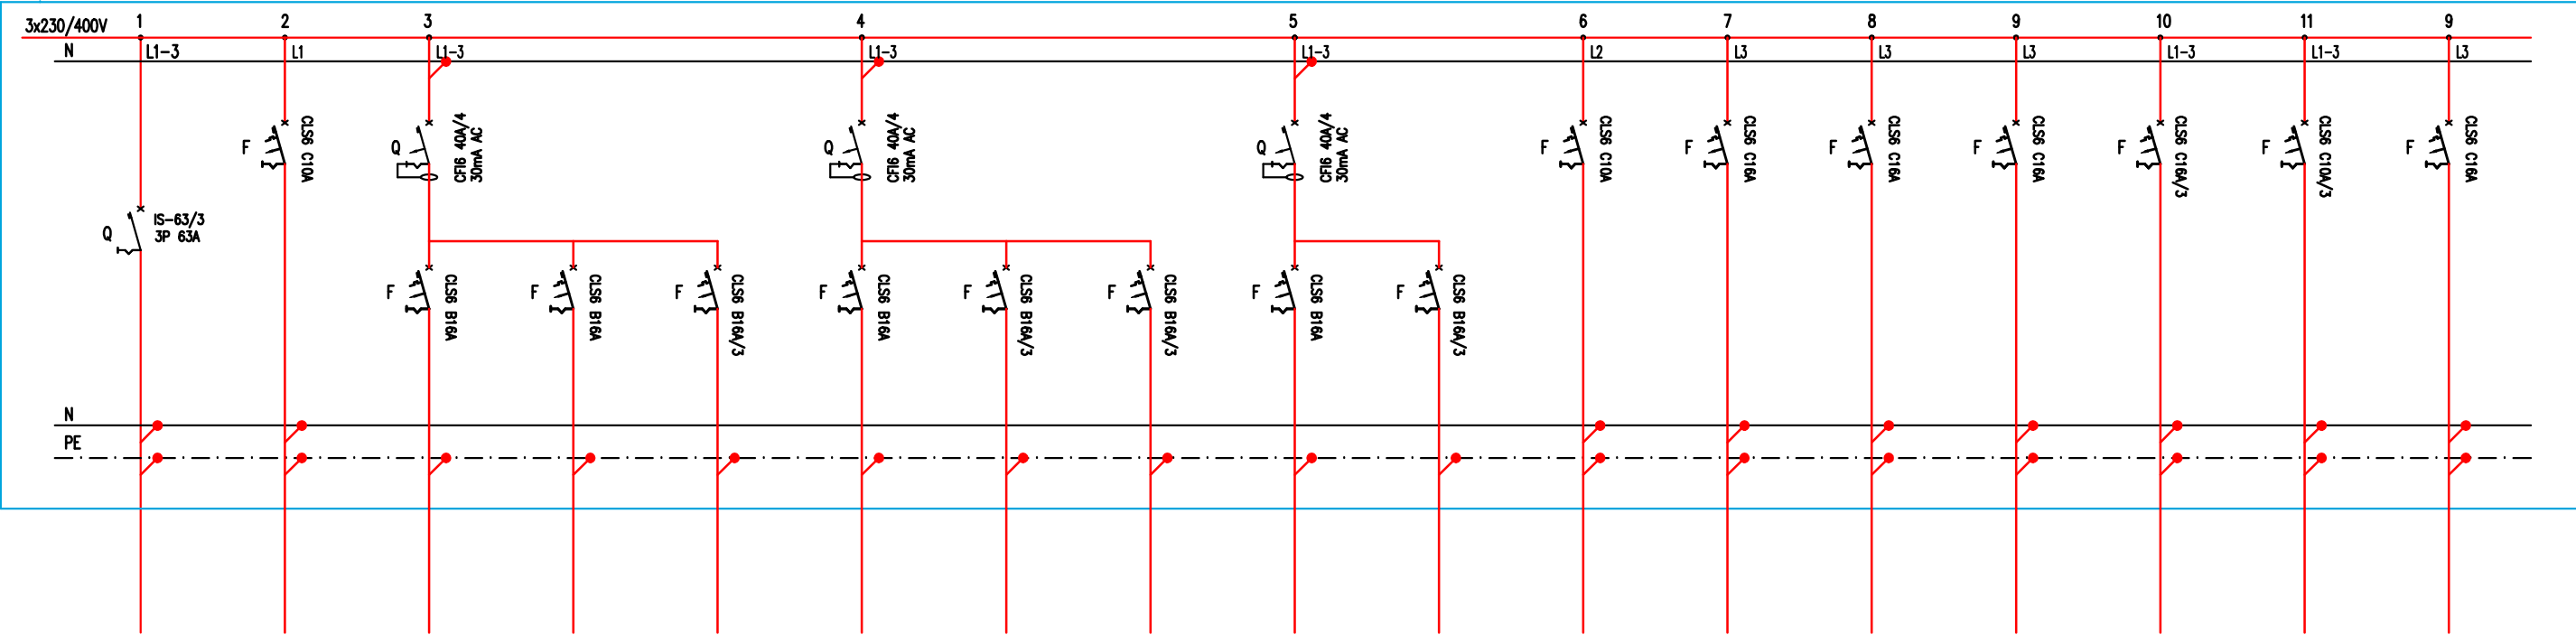 3x230/400V 1 2 3 4 5 6 7 8 9 10 11 9
N L1-3 L1 L1-3 L1-3 L1-3 L2 L3 L3 L3 L1-3 L1-3 L3
F CLS6 C10A
Q CFI6 40A/4
30mA AC
Q CFI6 40A/4
30mA AC
Q CFI6 40A/4
30mA AC
F CLS6 C10A
F CLS6 C16A
F CLS6 C16A
F CLS6 C16A
F CLS6 C16A/3
F CLS6 C10A/3
F CLS6 C16A
Q IS-63/3
3P 63A
F CLS6 B16A
F CLS6 B16A
F CLS6 B16A/3
F CLS6 B16A
F CLS6 B16A/3
F CLS6 B16A/3
F CLS6 B16A
F CLS6 B16A/3
N
PE